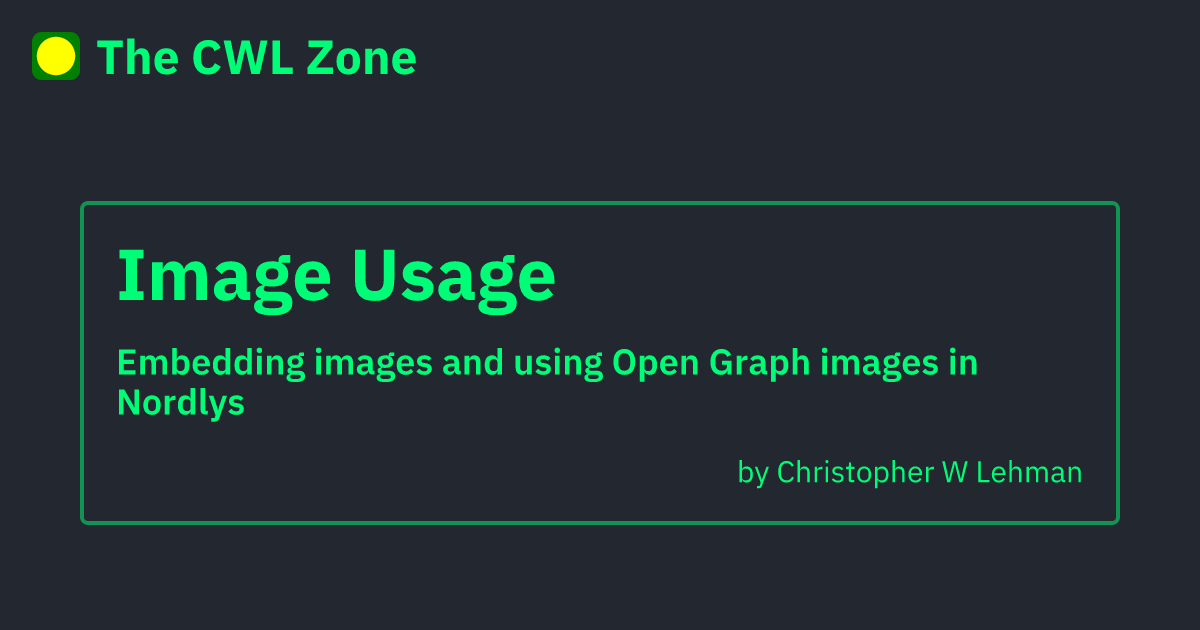 The CWL Zone
Image Usage
Embedding images and using Open Graph images in
Nordlys
by Christopher W Lehman